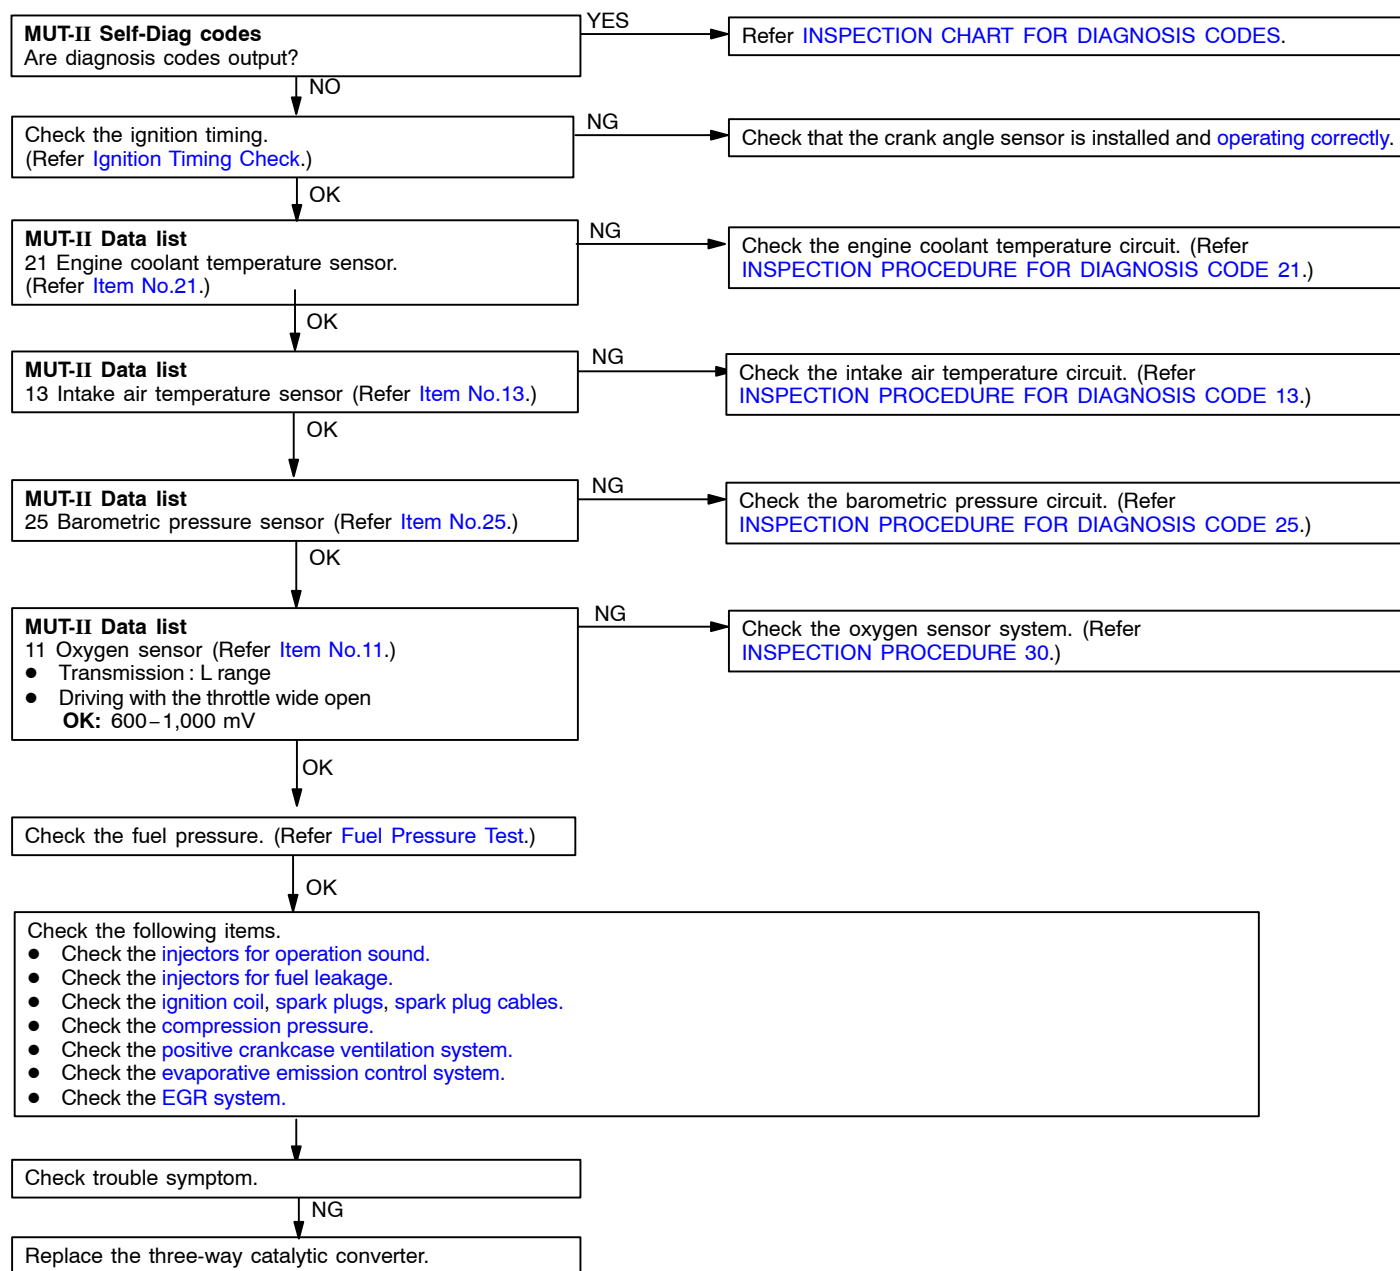 MUT-II Self-Diag codes
Are diagnosis codes output?
YES
Refer INSPECTION CHART FOR DIAGNOSIS CODES.
NO
Check the ignition timing.
(Refer Ignition Timing Check.)
NG
Check that the crank angle sensor is installed and operating correctly.
OK
MUT-II Data list
21 Engine coolant temperature sensor.
(Refer Item No.21.)
NG
Check the engine coolant temperature circuit. (Refer
INSPECTION PROCEDURE FOR DIAGNOSIS CODE 21.)
OK
MUT-II Data list
13 Intake air temperature sensor (Refer Item No.13.)
NG
Check the intake air temperature circuit. (Refer
INSPECTION PROCEDURE FOR DIAGNOSIS CODE 13.)
OK
MUT-II Data list
25 Barometric pressure sensor (Refer Item No.25.)
NG
Check the barometric pressure circuit. (Refer
INSPECTION PROCEDURE FOR DIAGNOSIS CODE 25.)
OK
MUT-II Data list
11 Oxygen sensor (Refer Item No.11.)
● Transmission : L range
● Driving with the throttle wide open
OK: 600–1,000 mV
NG
Check the oxygen sensor system. (Refer
INSPECTION PROCEDURE 30.)
OK
Check the fuel pressure. (Refer Fuel Pressure Test.)
OK
Check the following items.
● Check the injectors for operation sound.
● Check the injectors for fuel leakage.
● Check the ignition coil, spark plugs, spark plug cables.
● Check the compression pressure.
● Check the positive crankcase ventilation system.
● Check the evaporative emission control system.
● Check the EGR system.
Check trouble symptom.
NG
Replace the three-way catalytic converter.